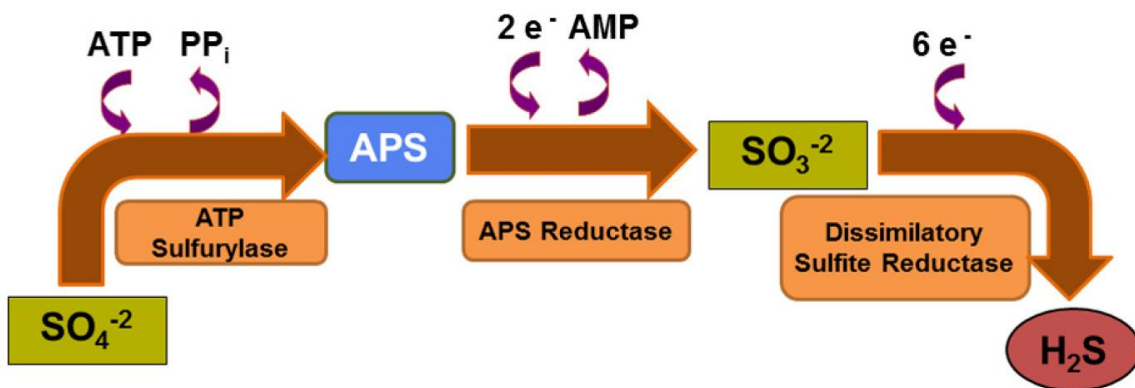 ATP PPᵢ
2 e⁻ AMP
6 e⁻
APS
SO₃⁻²
ATP
Sulfurylase
APS Reductase
Dissimilatory
Sulfite Reductase
SO₄⁻²
H₂S